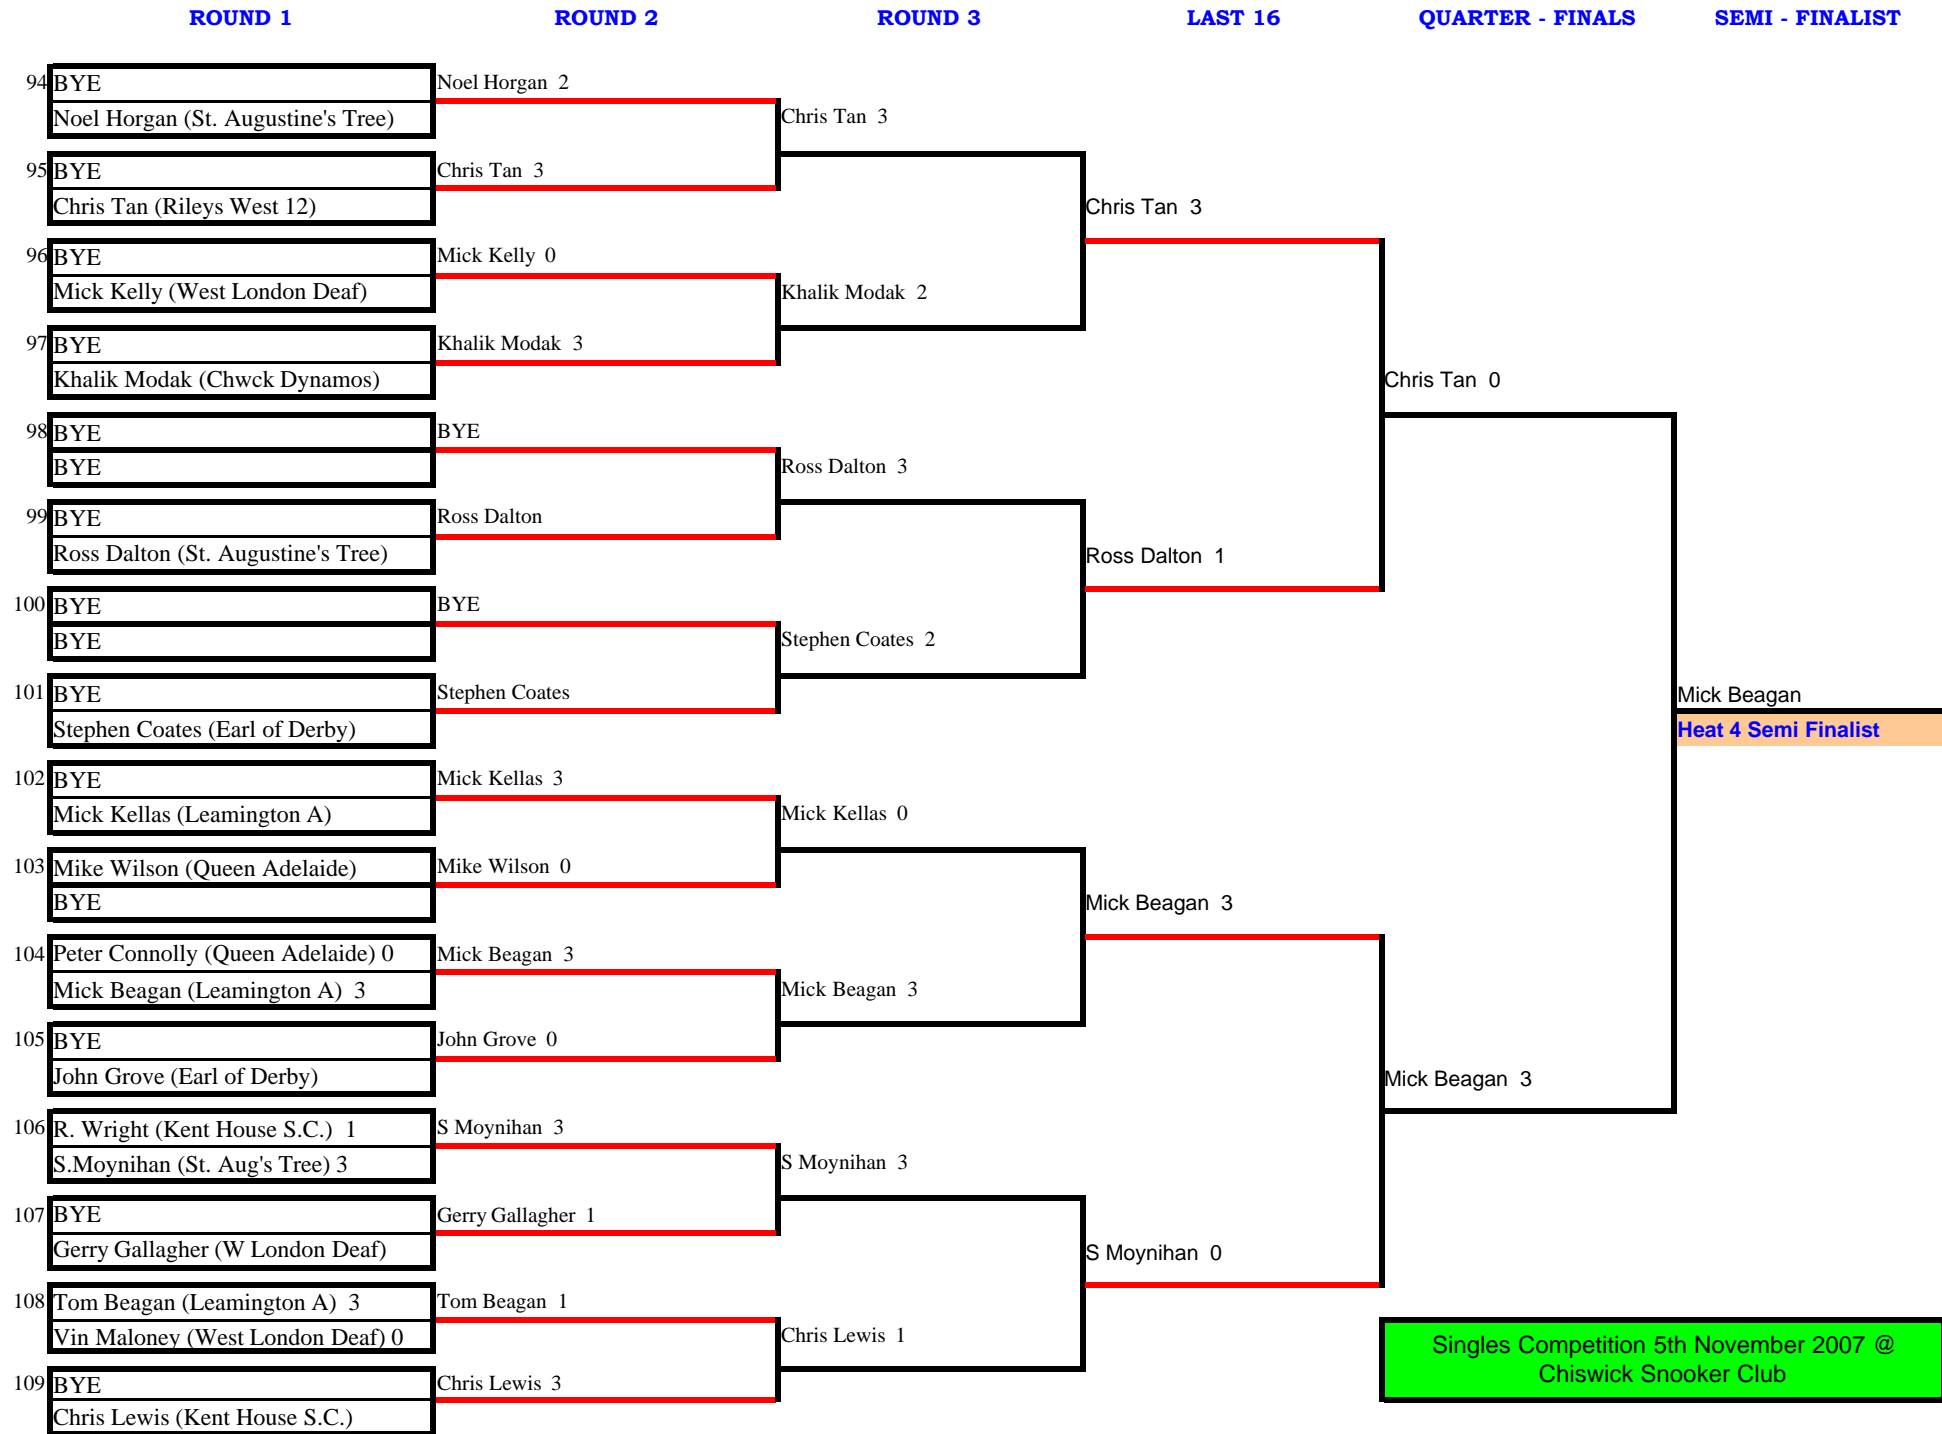 ROUND 1 ROUND 2 ROUND 3 LAST 16 QUARTER - FINALS SEMI - FINALIST
94 BYE
Noel Horgan (St. Augustine's Tree)
95 BYE
Chris Tan (Rileys West 12)
96 BYE
Mick Kelly (West London Deaf)
97 BYE
Khalik Modak (Chwck Dynamos)
98 BYE
BYE
99 BYE
Ross Dalton (St. Augustine's Tree)
100 BYE
BYE
101 BYE
Stephen Coates (Earl of Derby)
102 BYE
Mick Kellas (Leamington A)
103 Mike Wilson (Queen Adelaide)
BYE
104 Peter Connolly (Queen Adelaide) 0
Mick Beagan (Leamington A) 3
105 BYE
John Grove (Earl of Derby)
106 R. Wright (Kent House S.C.) 1
S.Moynihan (St. Aug's Tree) 3
107 BYE
Gerry Gallagher (W London Deaf)
108 Tom Beagan (Leamington A) 3
Vin Maloney (West London Deaf) 0
109 BYE
Chris Lewis (Kent House S.C.)
Noel Horgan 2
Chris Tan 3
Mick Kelly 0
Khalik Modak 3
BYE
Ross Dalton
BYE
Stephen Coates
Mick Kellas 3
Mike Wilson 0
Mick Beagan 3
John Grove 0
S Moynihan 3
Gerry Gallagher 1
Tom Beagan 1
Chris Lewis 3
Chris Tan 3
Khalik Modak 2
Ross Dalton 3
Stephen Coates 2
Mick Kellas 0
Mick Beagan 3
S Moynihan 3
Chris Lewis 1
Chris Tan 3
Ross Dalton 1
Mick Beagan 3
S Moynihan 0
Chris Tan 0
Mick Beagan 3
Mick Beagan
Heat 4 Semi Finalist
Singles Competition 5th November 2007 @
Chiswick Snooker Club